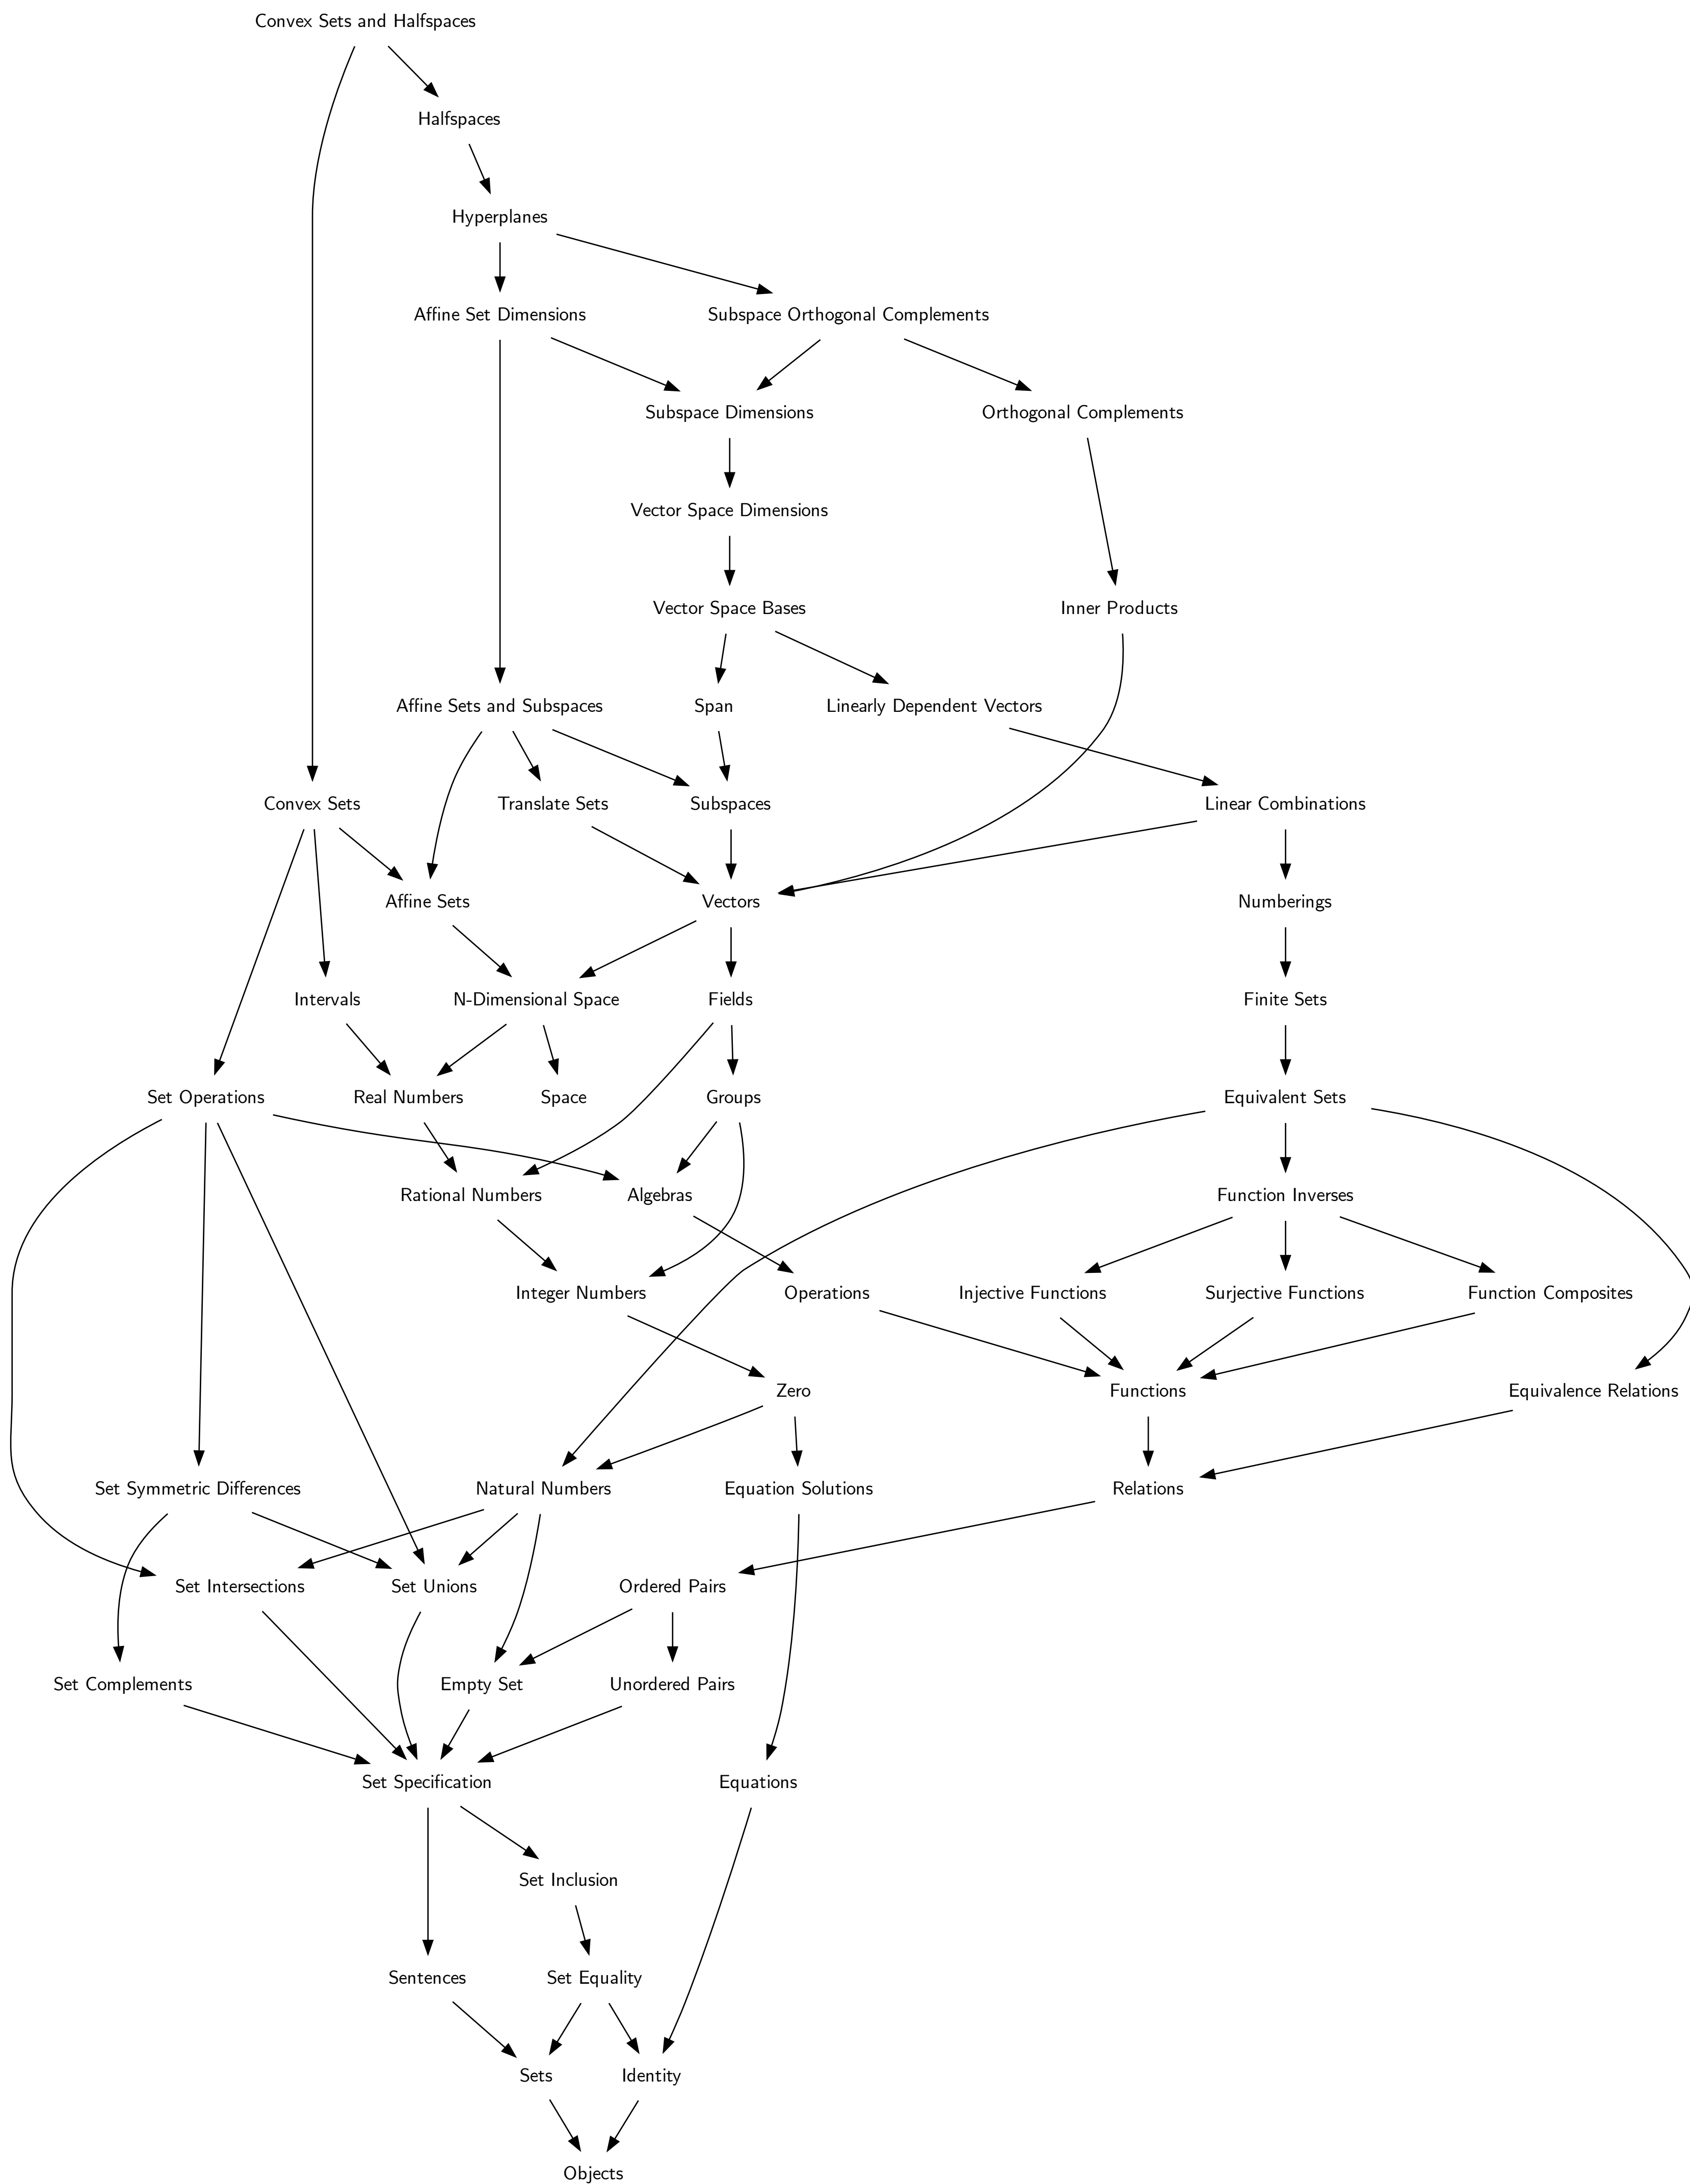 Convex Sets and Halfspaces
Halfspaces
Hyperplanes
Affine Set Dimensions
Subspace Orthogonal Complements
Subspace Dimensions
Orthogonal Complements
Vector Space Dimensions
Vector Space Bases
Inner Products
Affine Sets and Subspaces
Span
Linearly Dependent Vectors
Convex Sets
Translate Sets
Subspaces
Linear Combinations
Affine Sets
Vectors
Numberings
Intervals
N-Dimensional Space
Fields
Finite Sets
Set Operations
Real Numbers
Space
Groups
Equivalent Sets
Rational Numbers
Algebras
Function Inverses
Integer Numbers
Operations
Injective Functions
Surjective Functions
Function Composites
Zero
Functions
Equivalence Relations
Set Symmetric Differences
Natural Numbers
Equation Solutions
Relations
Set Intersections
Set Unions
Ordered Pairs
Set Complements
Empty Set
Unordered Pairs
Set Specification
Equations
Set Inclusion
Sentences
Set Equality
Sets
Identity
Objects